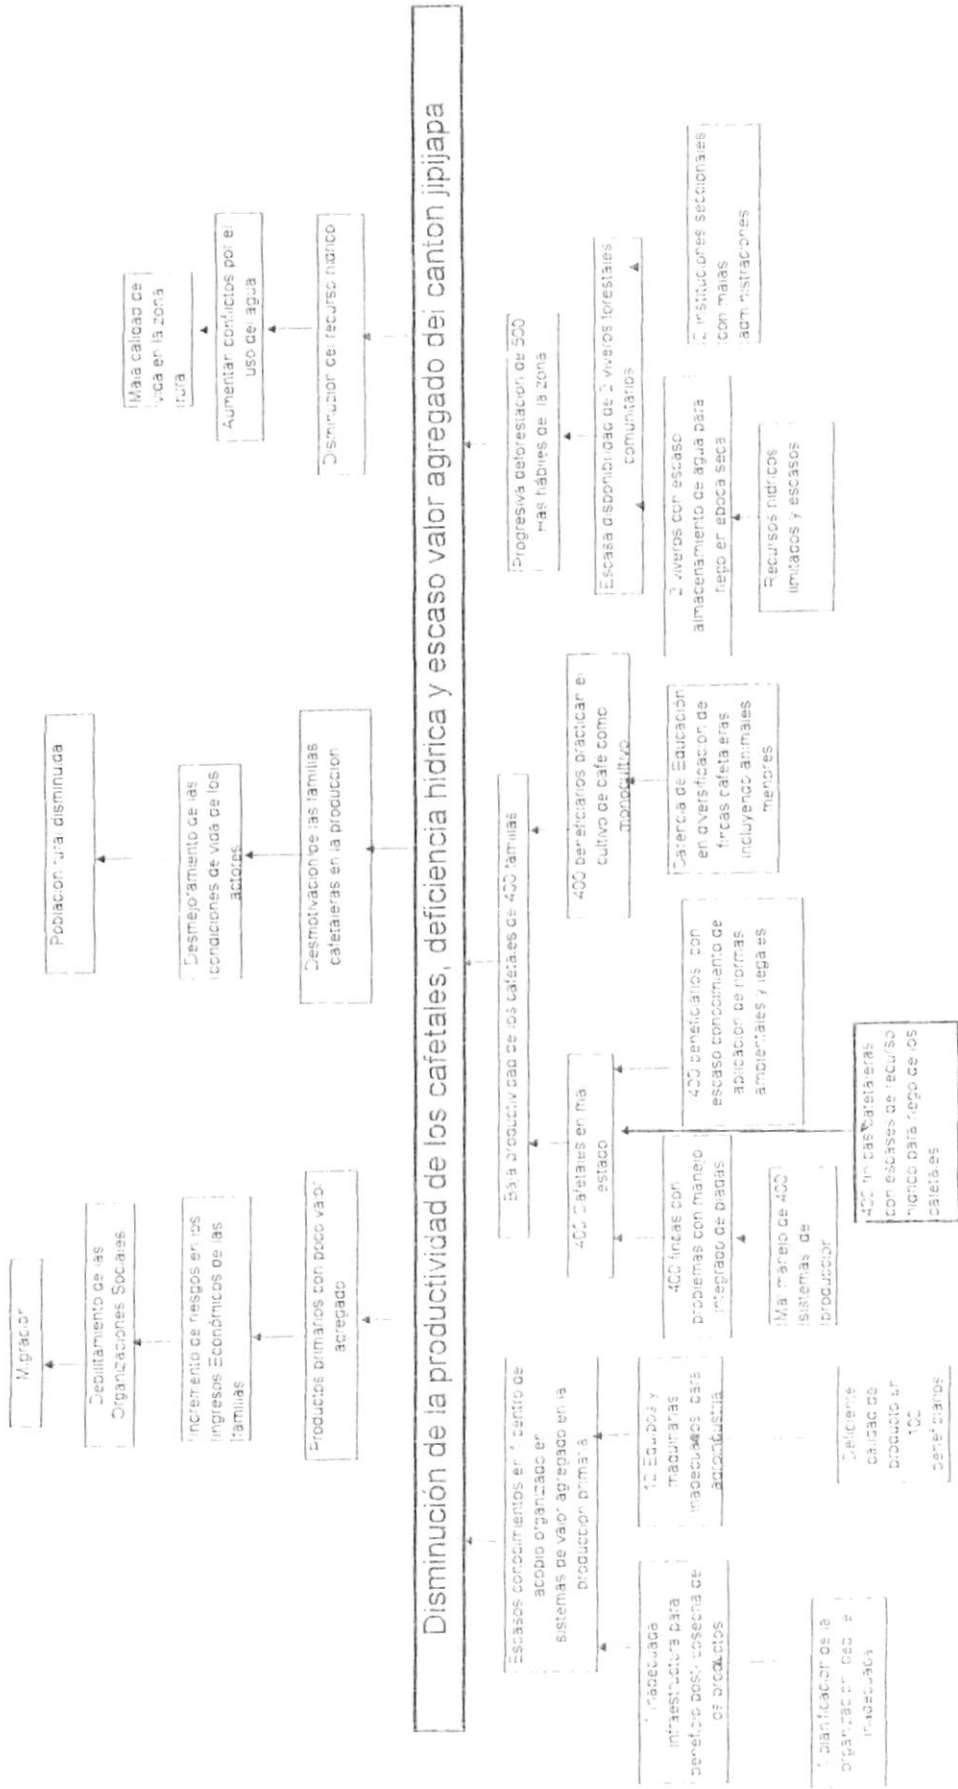 Migración
Debilitamiento de las
Organizaciones Sociales
Incremento de riesgos en los
Ingresos Económicos de las
familias
Productos primarios con poco valor
agregado
Población rural disminuida
Desmejoramiento de las
condiciones de vida de los
actores
Desmotivación de las familias
cafetaleras en la producción
Mala calidad de
vida en la zona
rural
Aumentar conflictos por el
uso de agua
Disminución del recurso hídrico
Disminución de la productividad de los cafetales, deficiencia hídrica y escaso valor agregado del canton jipijapa
Escasos conocimientos en 1 centro de
acopio organizado en
sistemas de valor agregado en la
producción primaria
Baja productividad de los cafetales de 400 familias
Progresiva deforestación de 500
Has hábiles de la zona
1 inadecuada
infraestructura para
beneficio post- cosecha de
os productos
10 Equipos y
maquinarias
inadecuados para
agroindustria
400 Cafetales en mal
estado
400 beneficiarios practican el
cultivo de café como
monocultivo
Escasa disponibilidad de 2 viveros forestales
comunitarios
planificación de la
organización
inadecuada
Deficiente
calidad de
producto en
100
beneficiarios
400 fincas con
problemas con manejo
integrado de plagas
400 beneficiarios con
escaso conocimiento de
aplicación de normas
ambientales y legales
Carencia de Educación
en diversificación de
fincas cafetaleras
incluyendo animales
menores
2 viveros con escaso
almacenamiento de agua para
riego en época seca
2 instituciones seccionales
con malas
administraciones
Mal manejo de 400
sistemas de
producción
400 fincas cafetaleras
con escases de recurso
hídrico para riego de los
cafetales
Recursos hídricos
limitados y escasos